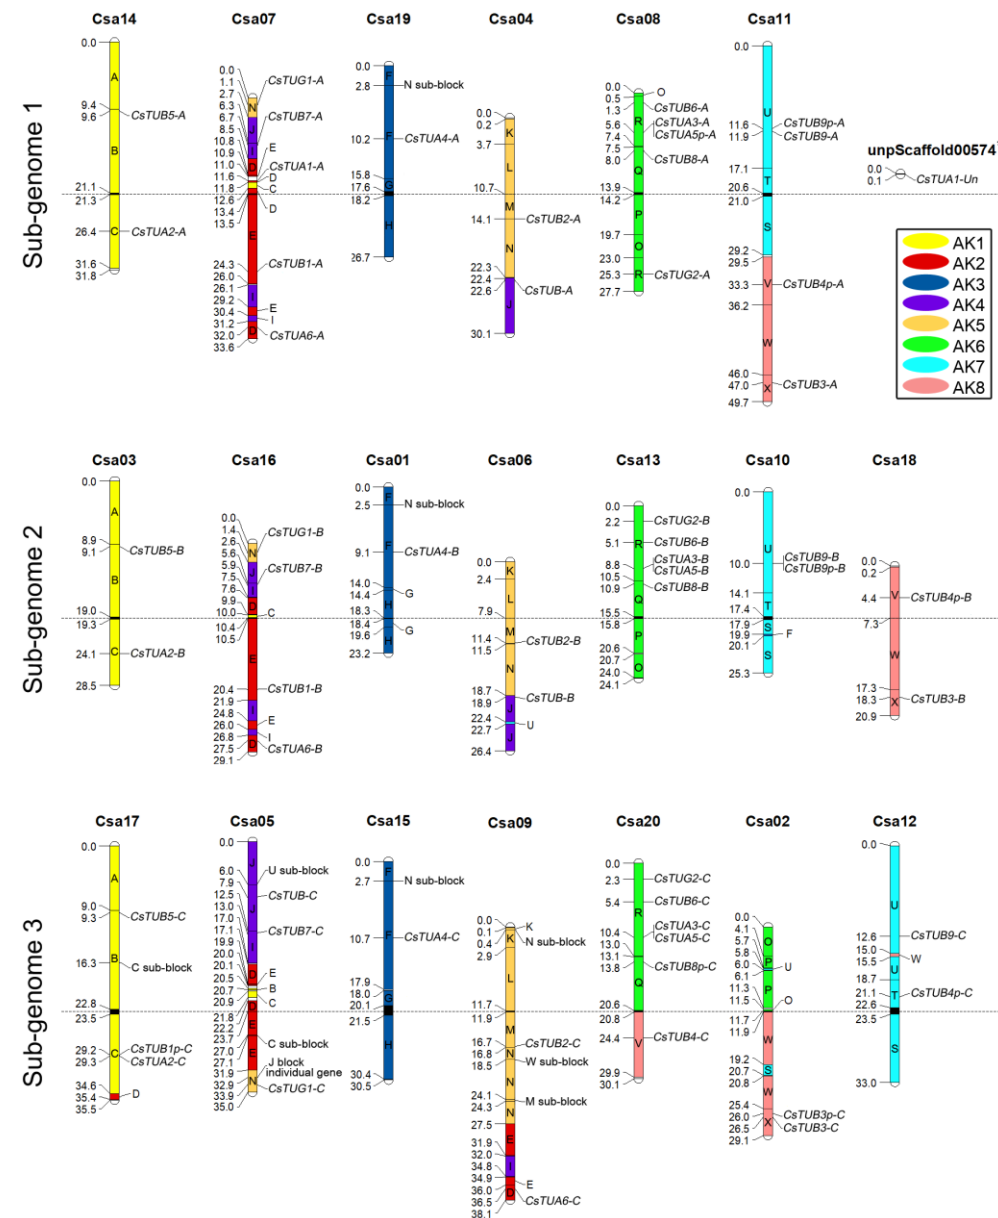 Sub-genome 1
Csa14
0.0
A
9.4
9.6
CsTUB5-A
B
21.1
21.3
26.4
C
CsTUA2-A
31.6
31.8
Csa07
0.0
1.1
2.7
6.3
6.7
8.5
10.8
10.9
11.0
11.6
11.8
12.6
13.4
13.5
24.3
26.0
26.1
29.2
30.4
31.2
32.0
33.6
N
J
I
D
E
I
D
CsTUG1-A
CsTUB7-A
E
CsTUA1-A
D
C
D
CsTUB1-A
E
I
CsTUA6-A
Csa19
0.0
2.8
10.2
15.8
17.6
18.2
26.7
F
F
G
H
N sub-block
CsTUA4-A
Csa04
0.0
0.2
3.7
10.7
14.1
22.3
22.4
22.6
30.1
K
L
M
N
J
CsTUB2-A
CsTUB-A
Csa08
0.0
0.5
1.3
5.6
7.4
7.5
8.0
13.9
14.2
19.7
23.0
25.3
27.7
R
Q
P
O
R
O
CsTUB6-A
CsTUA3-A
CsTUA5p-A
CsTUB8-A
CsTUG2-A
Csa11
0.0
11.6
11.9
17.1
20.6
21.0
29.2
29.5
33.3
36.2
46.0
47.0
49.7
U
T
S
V
W
X
CsTUB9p-A
CsTUB9-A
CsTUB4p-A
CsTUB3-A
unpScaffold00574
0.0
0.1
CsTUA1-Un
AK1
AK2
AK3
AK4
AK5
AK6
AK7
AK8
Sub-genome 2
Csa03
0.0
8.9
9.1
19.0
19.3
24.1
28.5
A
B
C
CsTUB5-B
CsTUA2-B
Csa16
0.0
1.4
2.6
5.6
5.9
7.5
7.6
9.9
10.0
10.4
10.5
20.4
21.9
24.8
26.0
26.8
27.5
29.1
N
J
I
D
E
I
D
CsTUG1-B
CsTUB7-B
C
CsTUB1-B
E
I
CsTUA6-B
Csa01
0.0
2.5
9.1
14.0
14.4
18.3
18.4
19.6
23.2
F
F
H
H
N sub-block
CsTUA4-B
G
G
Csa06
0.0
2.4
7.9
11.4
11.5
18.7
18.9
22.4
22.7
26.4
K
L
M
N
J
J
CsTUB2-B
CsTUB-B
U
Csa13
0.0
2.2
5.1
8.8
10.5
10.9
15.5
15.8
20.6
20.7
24.0
24.1
R
Q
P
O
CsTUG2-B
CsTUB6-B
CsTUA3-B
CsTUA5-B
CsTUB8-B
Csa10
0.0
10.0
14.1
17.4
17.9
19.9
20.1
25.3
U
T
S
S
CsTUB9-B
CsTUB9p-B
F
Csa18
0.0
0.2
4.4
7.3
17.3
18.3
20.9
V
W
X
CsTUB4p-B
CsTUB3-B
Sub-genome 3
Csa17
0.0
9.0
9.3
16.3
22.8
23.5
29.2
29.3
34.6
35.4
35.5
A
B
C
CsTUB5-C
C sub-block
CsTUB1p-C
CsTUA2-C
D
Csa05
0.0
6.0
7.9
12.5
13.0
17.0
17.1
19.9
20.0
20.1
20.5
20.7
20.9
21.8
22.2
23.7
27.0
27.1
31.9
32.9
33.9
35.0
J
J
I
D
D
E
E
N
U sub-block
CsTUB-C
CsTUB7-C
E
B
C
C sub-block
J block
individual gene
CsTUG1-C
Csa15
0.0
2.7
10.7
17.9
18.0
20.1
21.5
30.4
30.5
F
F
G
H
N sub-block
CsTUA4-C
Csa09
0.0
0.1
0.4
2.9
11.7
11.9
16.7
16.8
18.5
24.1
24.3
27.5
31.9
32.0
34.8
34.9
36.0
36.5
38.1
K
L
M
N
N
N
E
I
D
K
N sub-block
CsTUB2-C
W sub-block
M sub-block
E
CsTUA6-C
Csa20
0.0
2.3
5.4
10.4
13.0
13.1
13.8
20.6
20.8
24.4
29.9
30.1
R
Q
V
CsTUG2-C
CsTUB6-C
CsTUA3-C
CsTUA5-C
CsTUB8p-C
CsTUB4-C
Csa02
0.0
4.1
5.7
5.8
6.0
6.1
11.3
11.5
11.7
11.9
19.2
20.7
20.8
25.4
26.0
26.5
29.1
O
P
P
W
S
W
X
U
O
CsTUB3p-C
CsTUB3-C
Csa12
0.0
12.6
15.0
15.5
18.7
21.1
22.6
23.5
33.0
U
U
T
S
CsTUB9-C
W
CsTUB4p-C